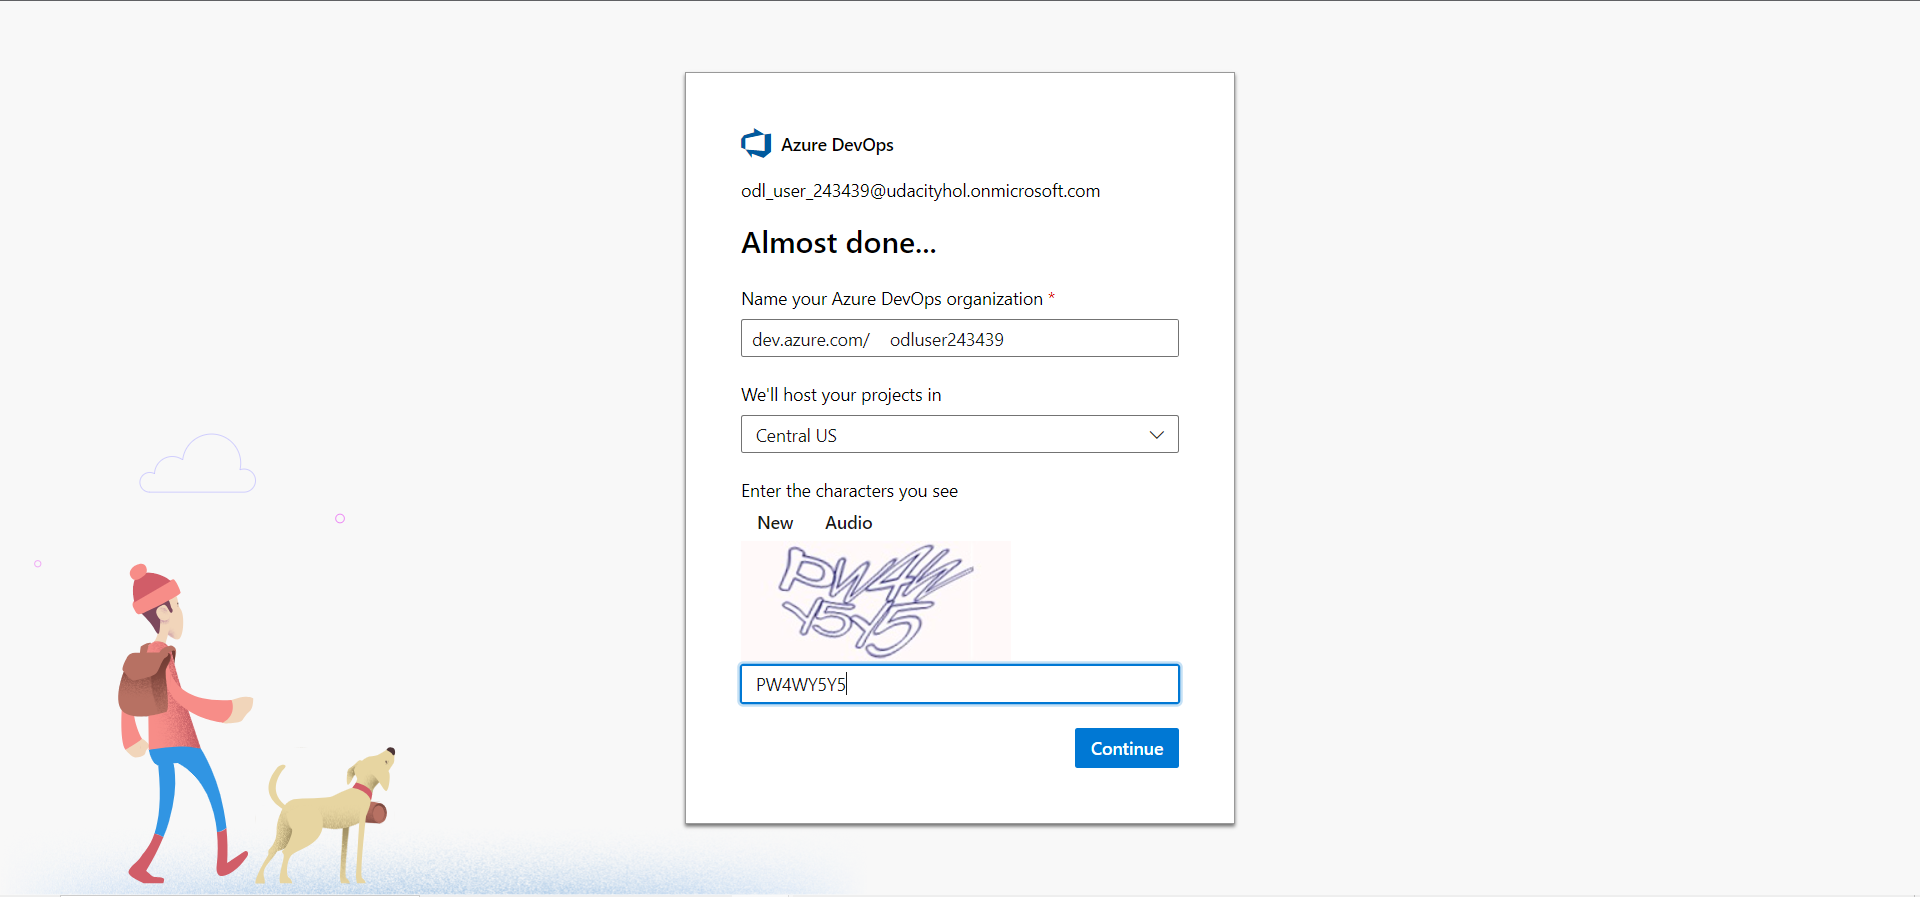 Azure DevOps
odl_user_243439@udacityhol.onmicrosoft.com
Almost done...
Name your Azure DevOps organization *
dev.azure.com/ odluser243439
We'll host your projects in
Central US
Enter the characters you see
New Audio
PW4W
Y5Y5
PW4WY5Y5
Continue